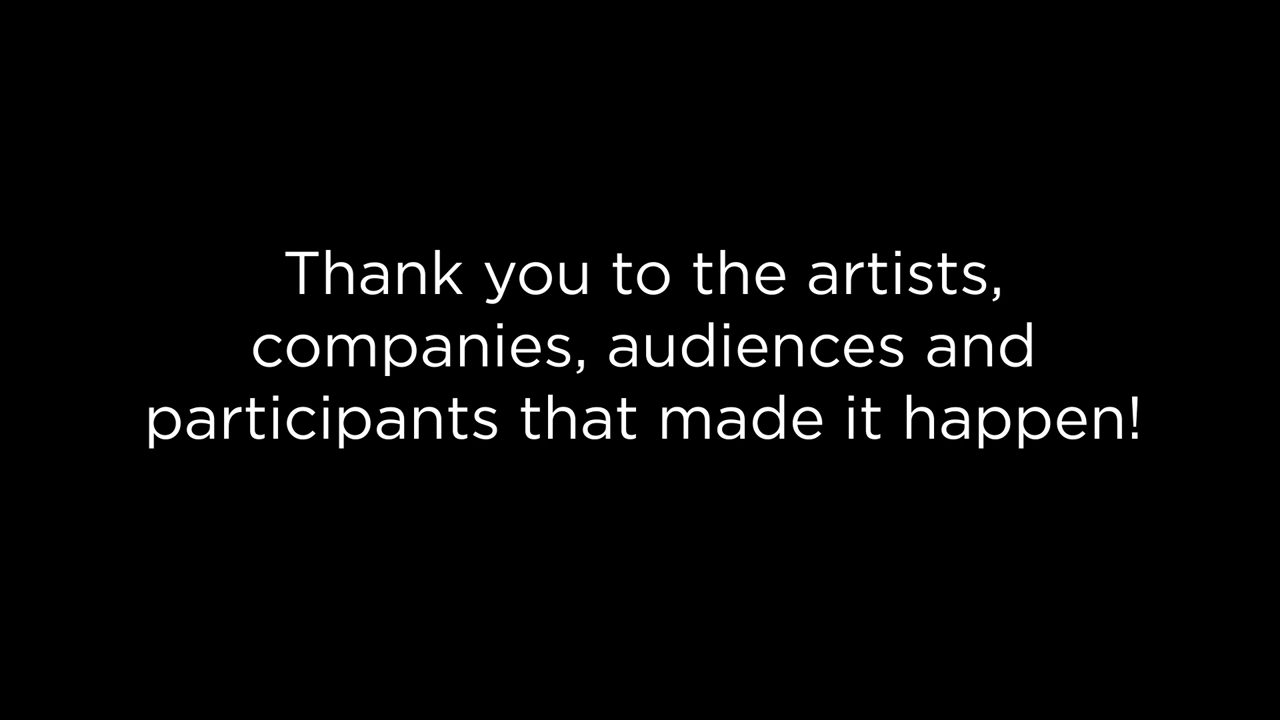 Thank you to the artists,
companies, audiences and
participants that made it happen!